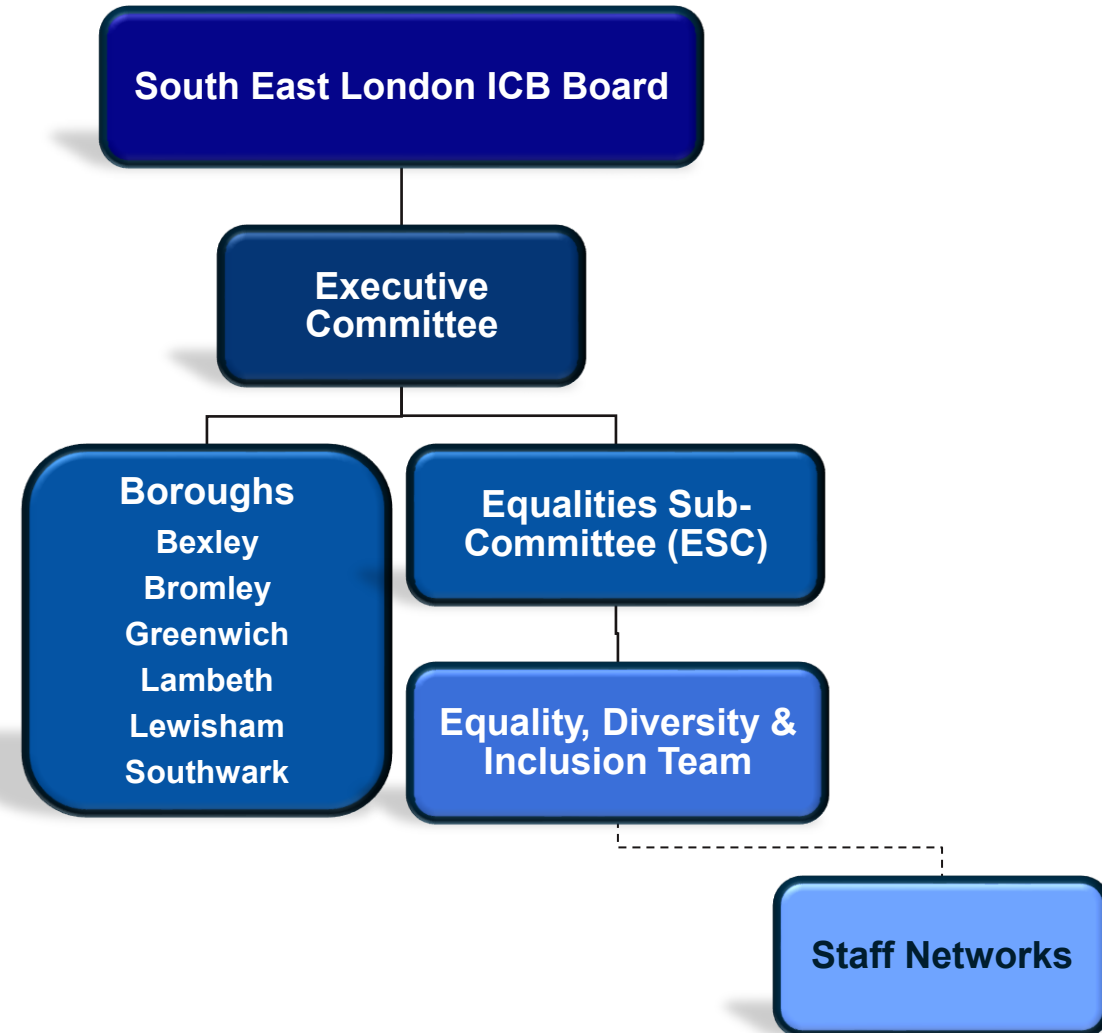 South East London ICB Board
Executive
Committee
Boroughs
Bexley
Bromley
Greenwich
Lambeth
Lewisham
Southwark
Equalities Sub-
Committee (ESC)
Equality, Diversity &
Inclusion Team
Staff Networks